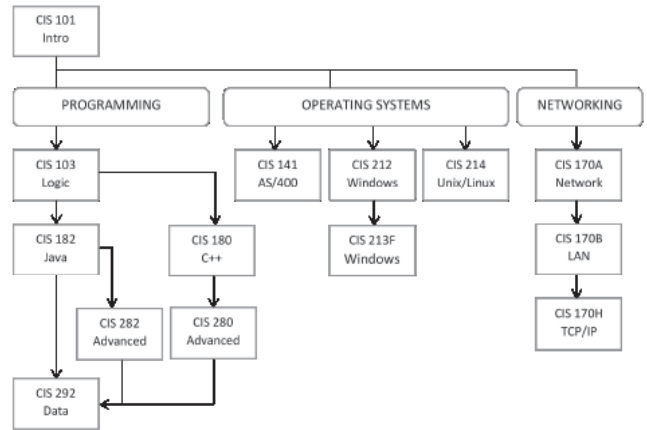 CIS 101
Intro
PROGRAMMING
OPERATING SYSTEMS
NETWORKING
CIS 103
Logic
CIS 141
AS/400
CIS 212
Windows
CIS 214
Unix/Linux
CIS 170A
Network
CIS 182
Java
CIS 180
C++
CIS 213F
Windows
CIS 170B
LAN
CIS 282
Advanced
CIS 280
Advanced
CIS 170H
TCP/IP
CIS 292
Data